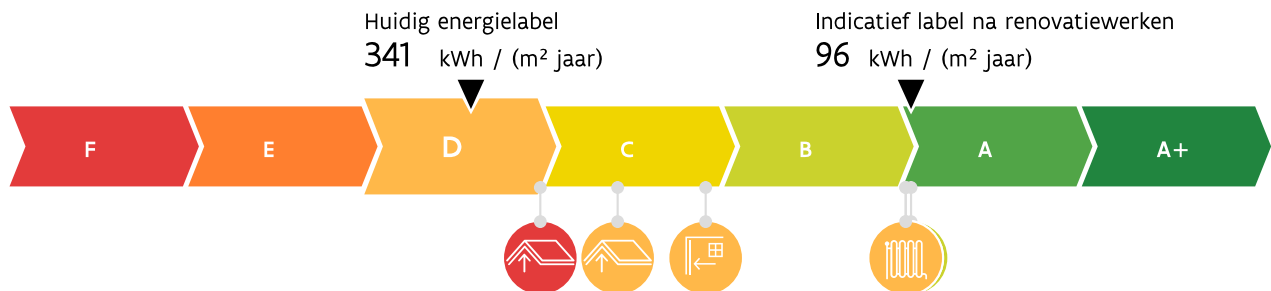 Huidig energielabel
341 kWh / (m² jaar)
Indicatief label na renovatiewerken
96 kWh / (m² jaar)
F E D C B A A+